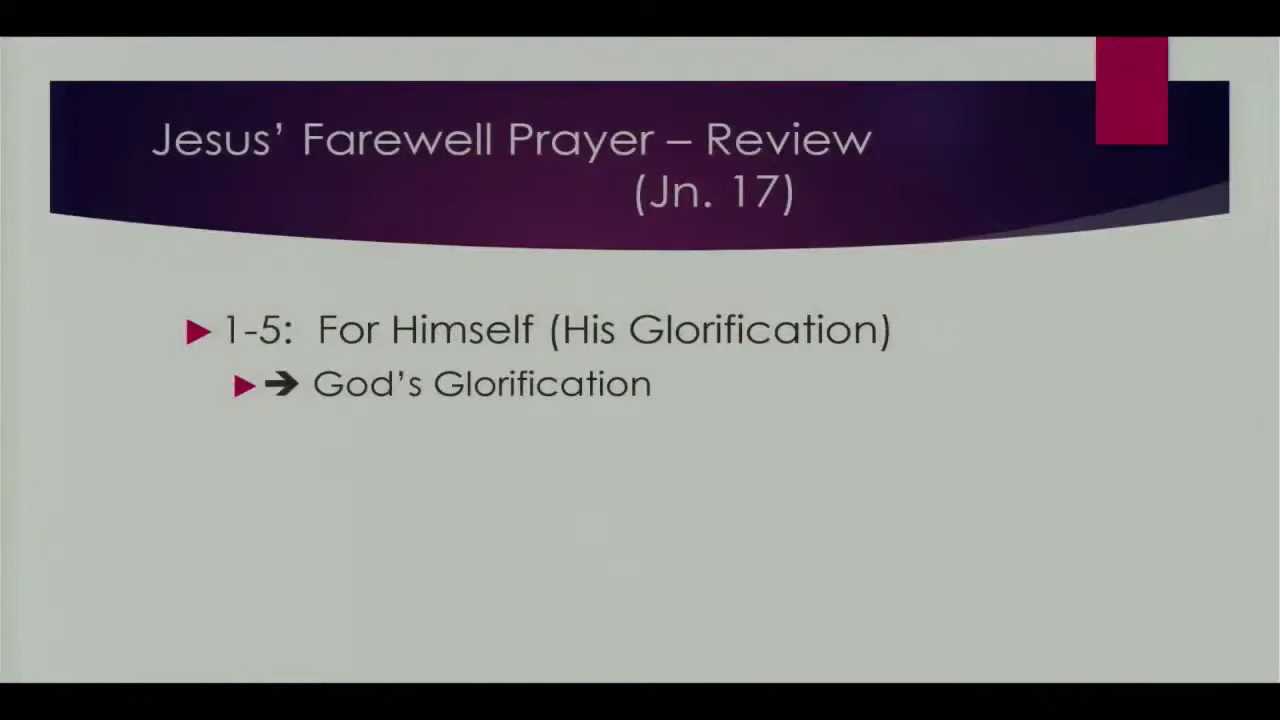 Jesus’ Farewell Prayer – Review
(Jn. 17)
1-5: For Himself (His Glorification)
➔ God’s Glorification